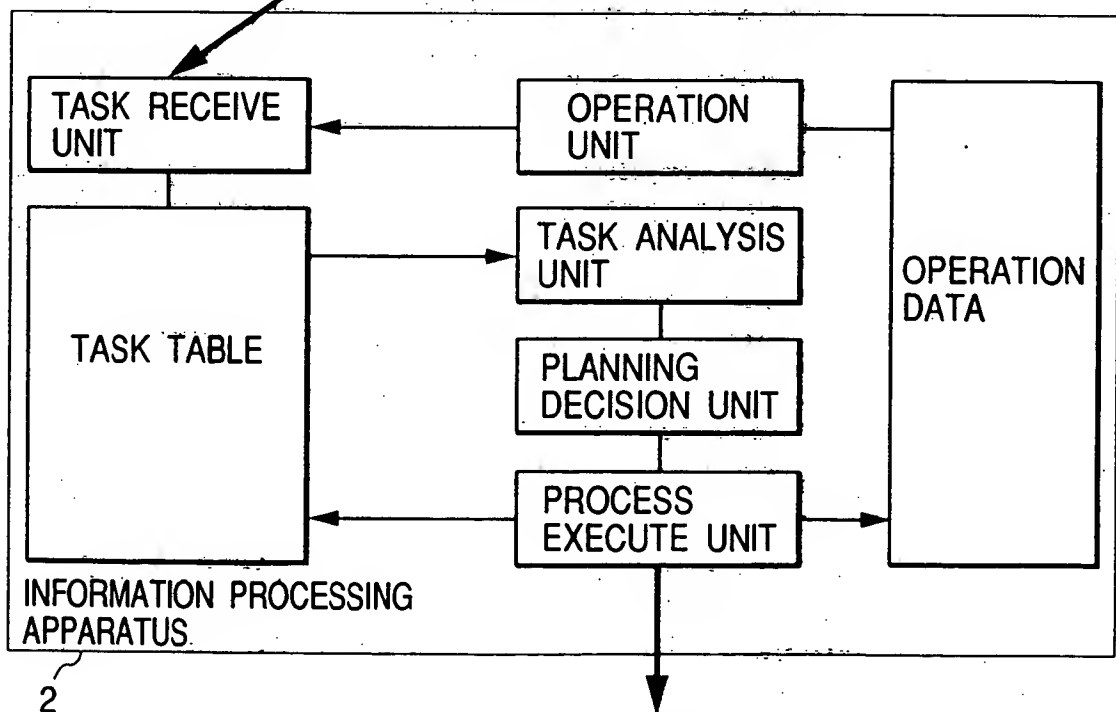 TASK RECEIVE
UNIT
OPERATION
UNIT
TASK ANALYSIS
UNIT
OPERATION
DATA
TASK TABLE
PLANNING
DECISION UNIT
PROCESS
EXECUTE UNIT
INFORMATION PROCESSING
APPARATUS
2